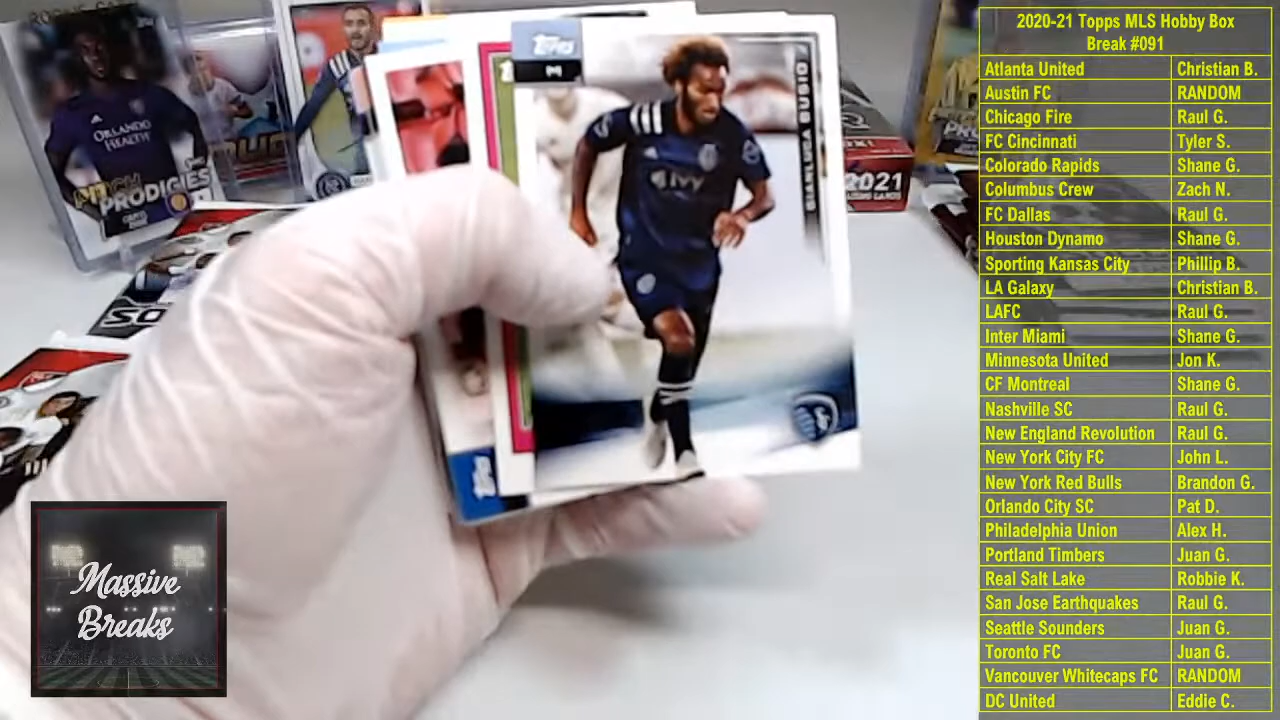 2020-21 Topps MLS Hobby Box
Break #091
Atlanta United Christian B.
Austin FC RANDOM
Chicago Fire Raul G.
FC Cincinnati Tyler S.
Colorado Rapids Shane G.
Columbus Crew Zach N.
FC Dallas Raul G.
Houston Dynamo Shane G.
Sporting Kansas City Phillip B.
LA Galaxy Christian B.
LAFC Raul G.
Inter Miami Shane G.
Minnesota United Jon K.
CF Montreal Shane G.
Nashville SC Raul G.
New England Revolution Raul G.
New York City FC John L.
New York Red Bulls Brandon G.
Orlando City SC Pat D.
Philadelphia Union Alex H.
Portland Timbers Juan G.
Real Salt Lake Robbie K.
San Jose Earthquakes Raul G.
Seattle Sounders Juan G.
Toronto FC Juan G.
Vancouver Whitecaps FC RANDOM
DC United Eddie C.
Topps
M
GIANLUCA BUSIO
IVY
ORLANDO
HEALTH
PITCH
PRODIGIES
2021
SO
Topps
Massive
Breaks